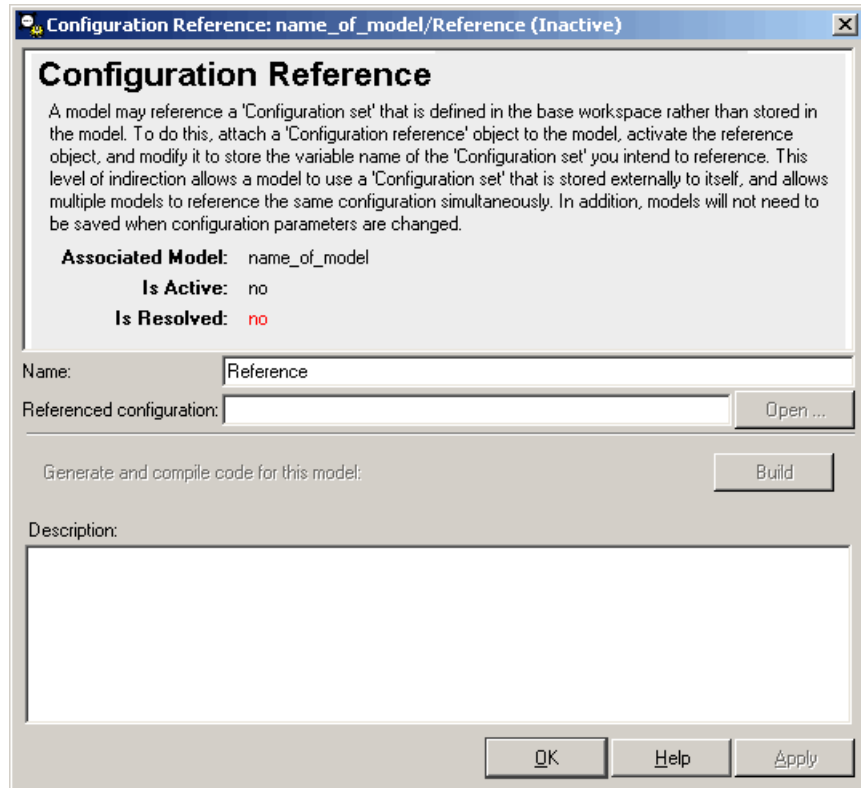 Configuration Reference: name_of_model/Reference (Inactive)
Configuration Reference
A model may reference a 'Configuration set' that is defined in the base workspace rather than stored in
the model. To do this, attach a 'Configuration reference' object to the model, activate the reference
object, and modify it to store the variable name of the 'Configuration set' you intend to reference. This
level of indirection allows a model to use a 'Configuration set' that is stored externally to itself, and allows
multiple models to reference the same configuration simultaneously. In addition, models will not need to
be saved when configuration parameters are changed.
Associated Model: name_of_model
Is Active: no
Is Resolved: no
Name: Reference
Referenced configuration: Open ...
Generate and compile code for this model: Build
Description:
OK Help Apply